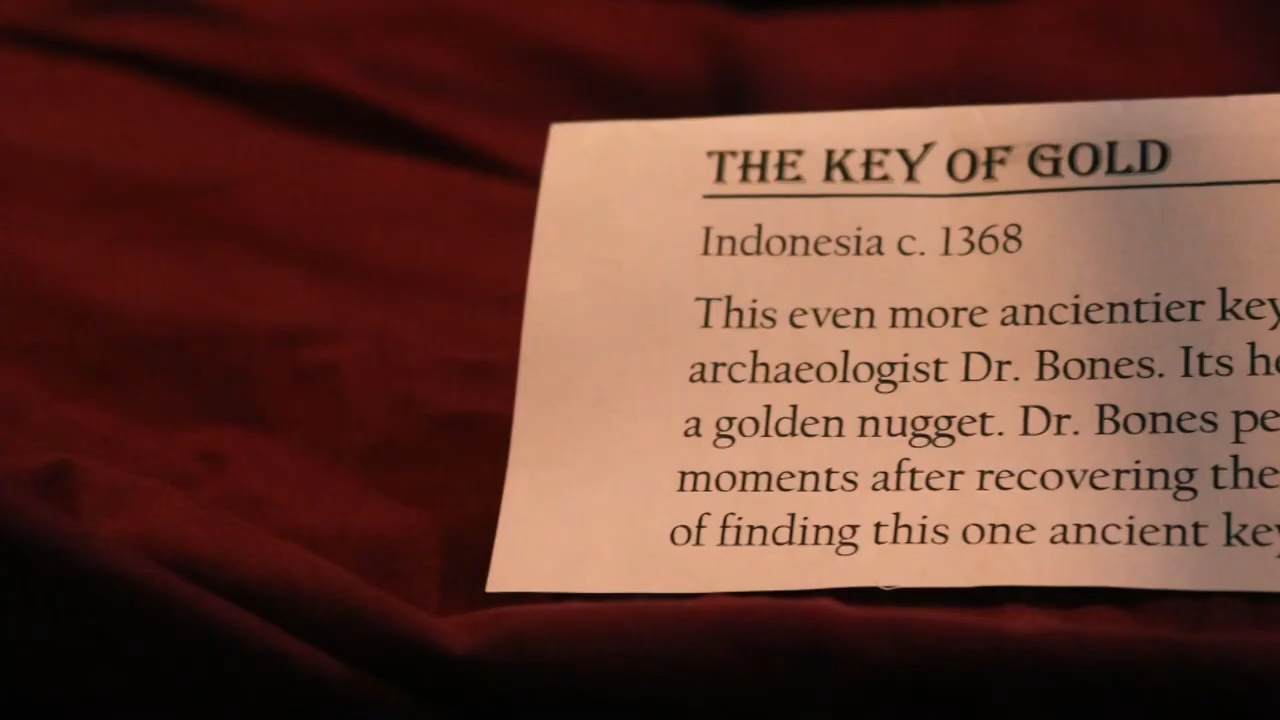 THE KEY OF GOLD
Indonesia c. 1368
This even more ancientier key
archaeologist Dr. Bones. Its
a golden nugget. Dr. Bones
moments after recovering the
of finding this one ancient key